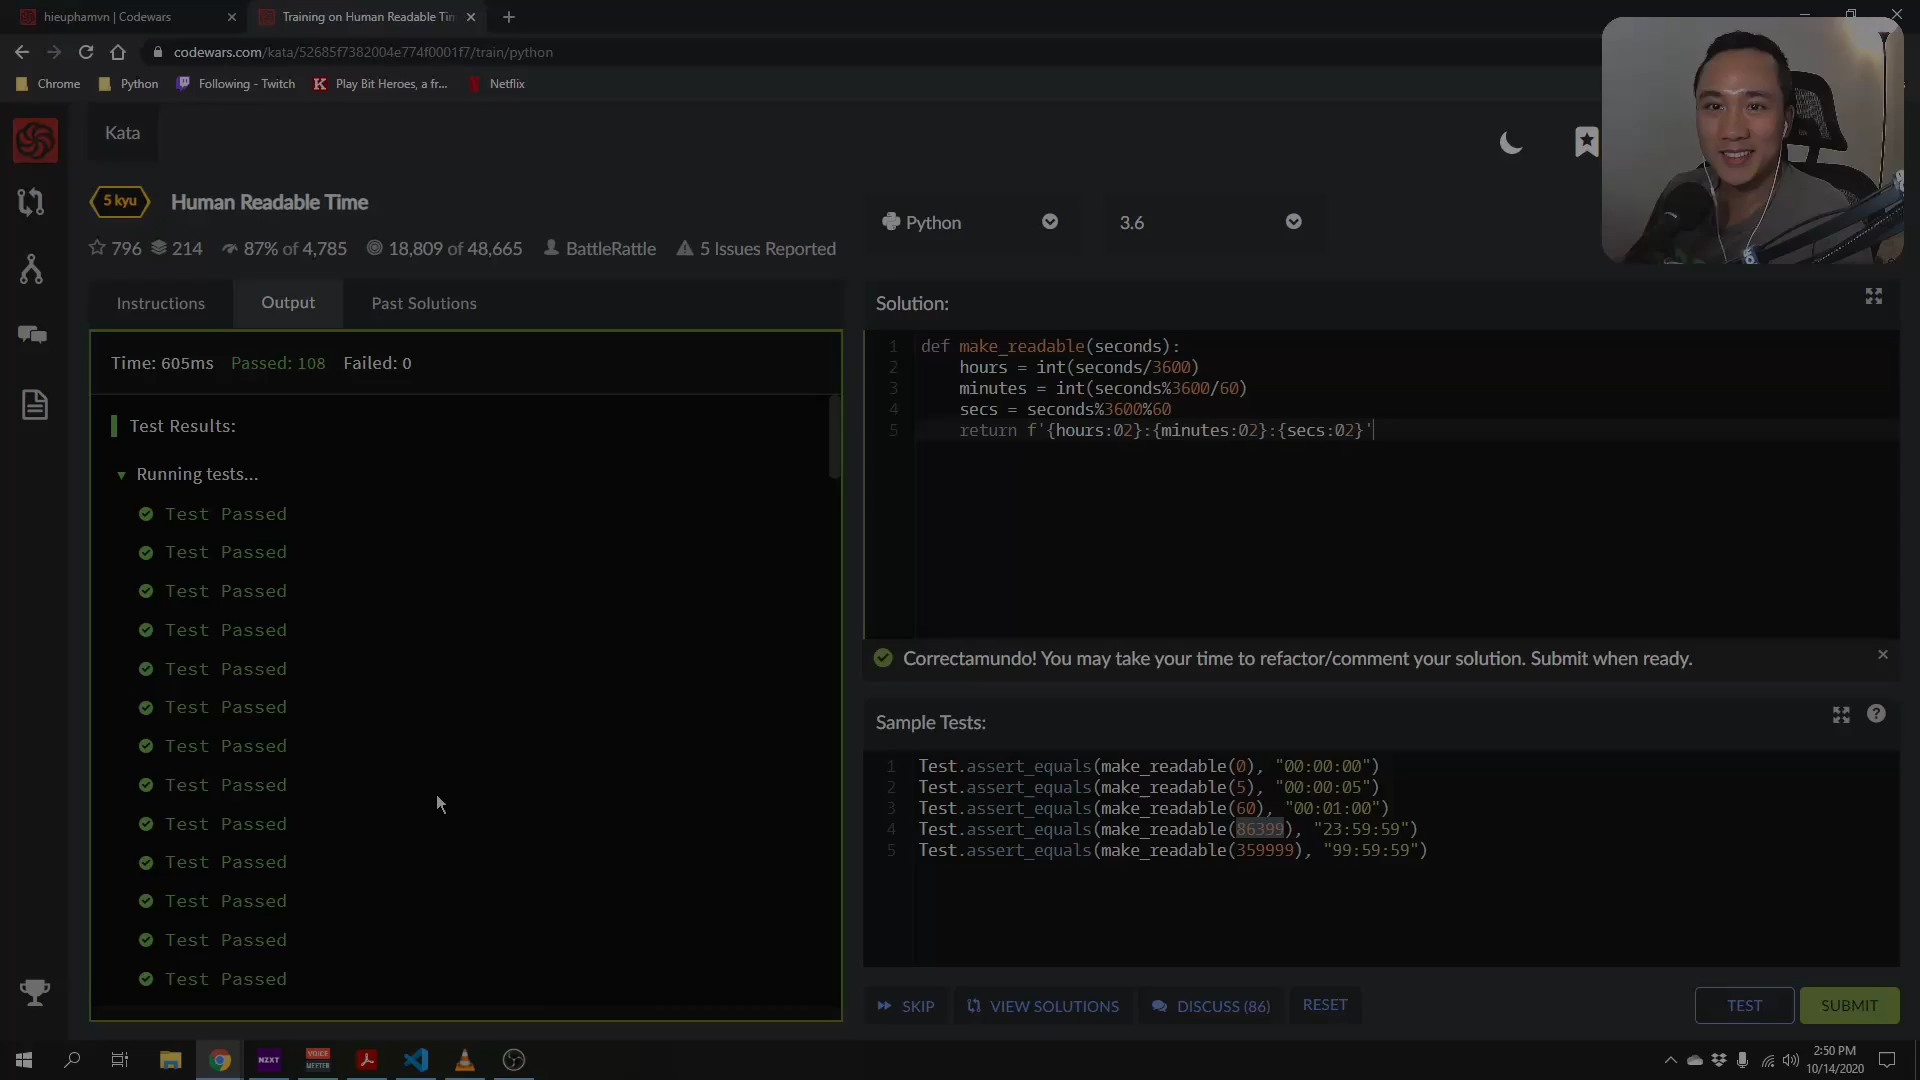 hieuphamvn | Codewars
Training on Human Readable Tim
codewars.com/kata/52685f7382004e774f0001f7/train/python
Chrome
Python
Following - Twitch
Play Bit Heroes, a fr...
Netflix
Kata
5 kyu
Human Readable Time
796
214
87% of 4,785
18,809 of 48,665
BattleRattle
5 Issues Reported
Python
3.6
Instructions
Output
Past Solutions
Time: 605ms Passed: 108 Failed: 0
Test Results:
Running tests...
Test Passed
Test Passed
Test Passed
Test Passed
Test Passed
Test Passed
Test Passed
Test Passed
Test Passed
Test Passed
Test Passed
Test Passed
Test Passed
Solution:
1 def make_readable(seconds):
2 hours = int(seconds/3600)
3 minutes = int(seconds%3600/60)
4 secs = seconds%3600%60
5 return f'{hours:02}:{minutes:02}:{secs:02}'
Correctamundo! You may take your time to refactor/comment your solution. Submit when ready.
Sample Tests:
1 Test.assert_equals(make_readable(0), "00:00:00")
2 Test.assert_equals(make_readable(5), "00:00:05")
3 Test.assert_equals(make_readable(60), "00:01:00")
4 Test.assert_equals(make_readable(86399), "23:59:59")
5 Test.assert_equals(make_readable(359999), "99:59:59")
SKIP
VIEW SOLUTIONS
DISCUSS (86)
RESET
TEST
SUBMIT
NZXT
VOICE
MEETER
2:50 PM
10/14/2020